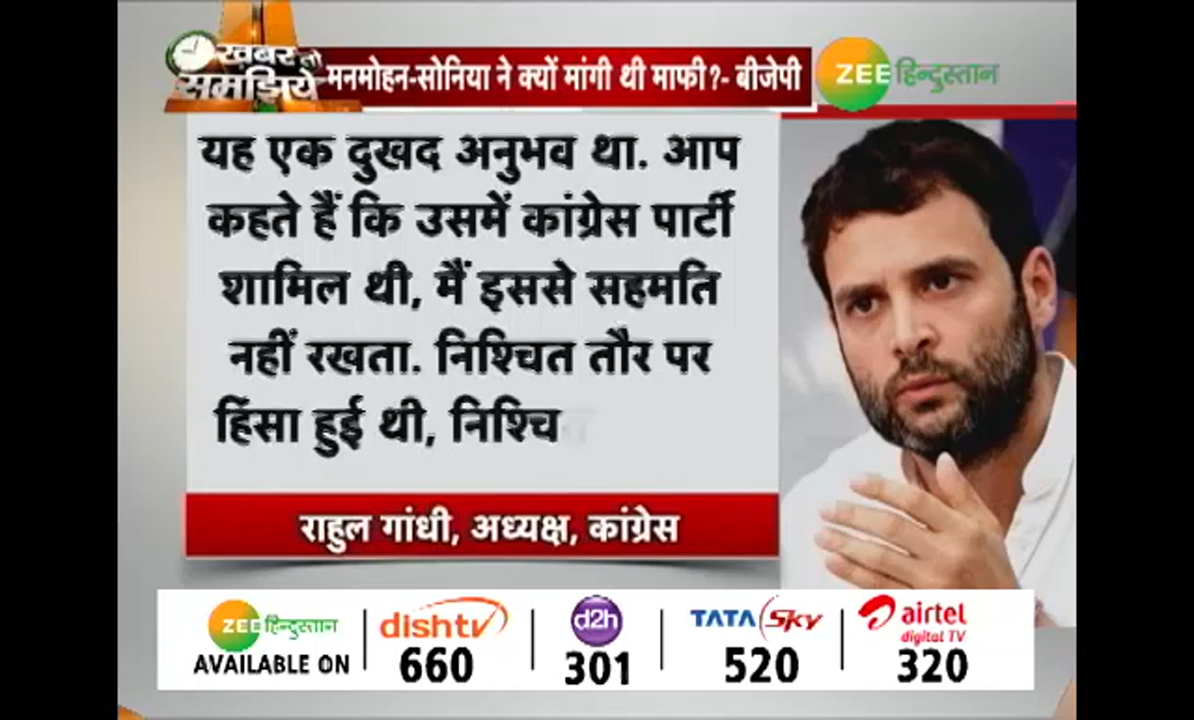 खबर तो
समझिये
मनमोहन-सोनिया ने क्यों मांगी थी माफी?- बीजेपी
ZEE हिन्दुस्तान
यह एक दुखद अनुभव था. आप
कहते हैं कि उसमें कांग्रेस पार्टी
शामिल थी, मैं इससे सहमति
नहीं रखता. निश्चित तौर पर
हिंसा हुई थी, निश्चि
राहुल गांधी, अध्यक्ष, कांग्रेस
ZEE हिन्दुस्तान
AVAILABLE ON
dishtv
660
d2h
301
TATA Sky
520
airtel
digital TV
320